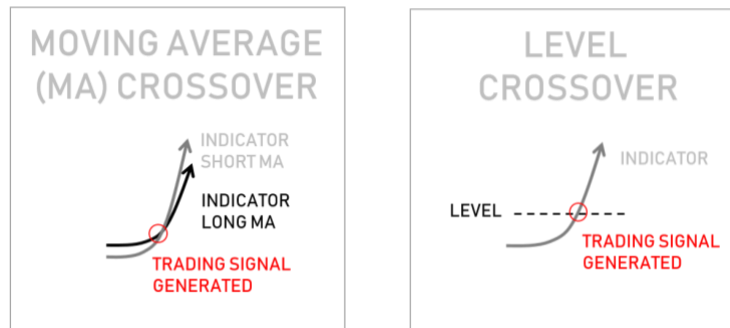 MOVING AVERAGE
(MA) CROSSOVER
INDICATOR
SHORT MA
INDICATOR
LONG MA
TRADING SIGNAL
GENERATED
LEVEL
CROSSOVER
INDICATOR
LEVEL
TRADING SIGNAL
GENERATED